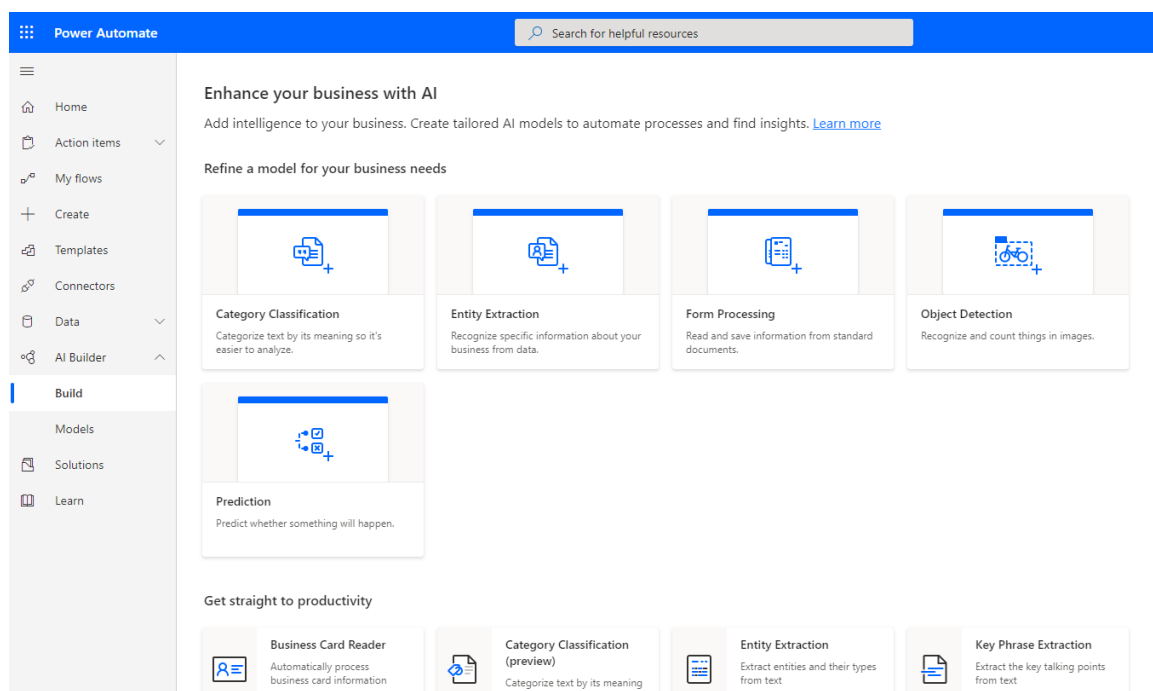 Power Automate
Search for helpful resources
Home
Action items
My flows
Create
Templates
Connectors
Data
AI Builder
Build
Models
Solutions
Learn
Enhance your business with AI
Add intelligence to your business. Create tailored AI models to automate processes and find insights. Learn more
Refine a model for your business needs
Category Classification
Categorize text by its meaning so it's
easier to analyze.
Entity Extraction
Recognize specific information about your
business from data.
Form Processing
Read and save information from standard
documents.
Object Detection
Recognize and count things in images.
Prediction
Predict whether something will happen.
Get straight to productivity
Business Card Reader
Automatically process
business card information
Category Classification
(preview)
Categorize text by its meaning
Entity Extraction
Extract entities and their types
from text
Key Phrase Extraction
Extract the key talking points
from text